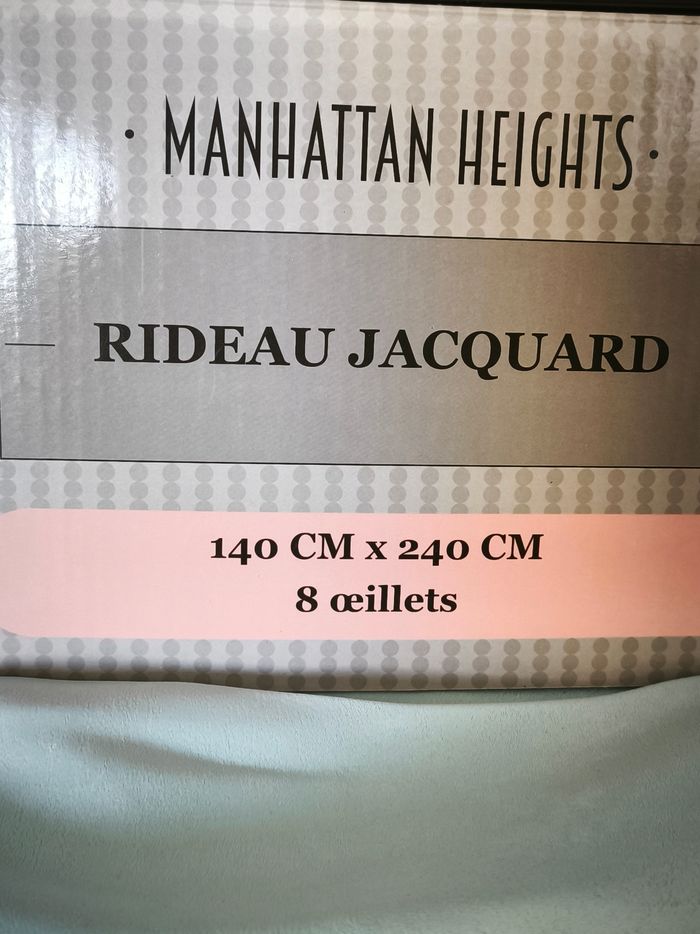 · MANHATTAN HEIGHTS ·
RIDEAU JACQUARD
140 CM x 240 CM
8 œillets